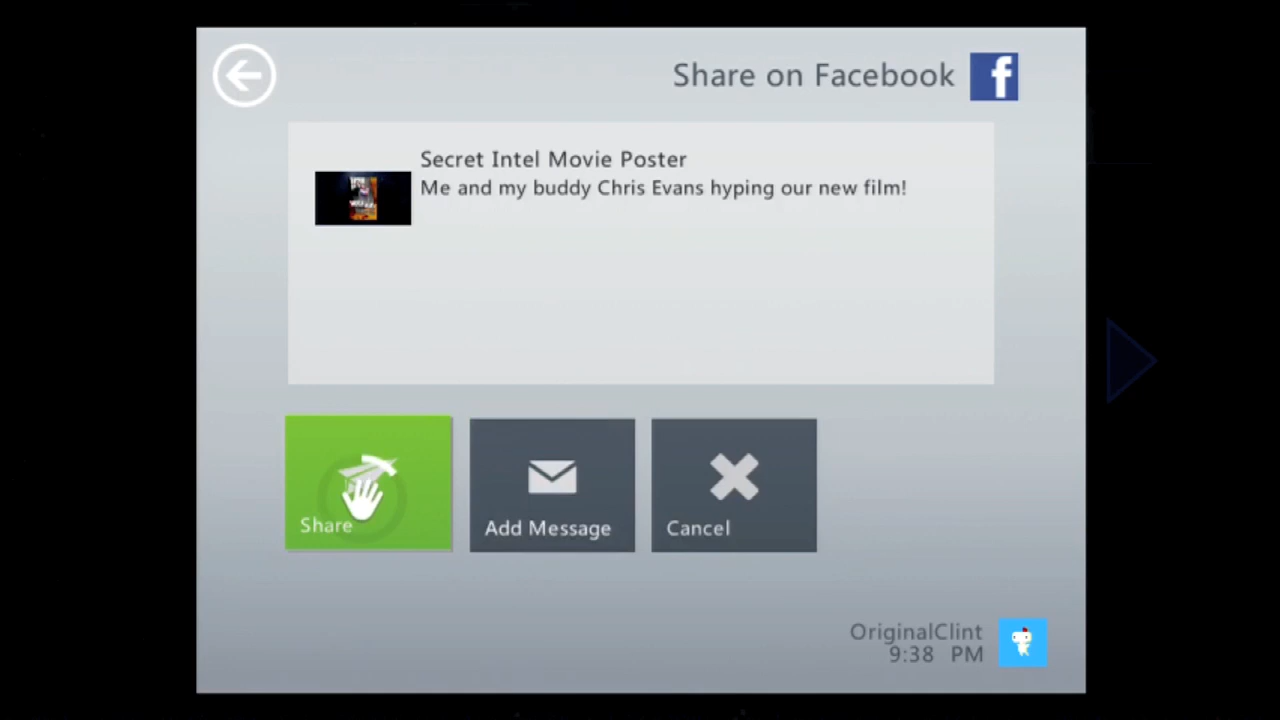 Share on Facebook
Secret Intel Movie Poster
Me and my buddy Chris Evans hyping our new film!
Share
Add Message
Cancel
OriginalClint
9:38 PM